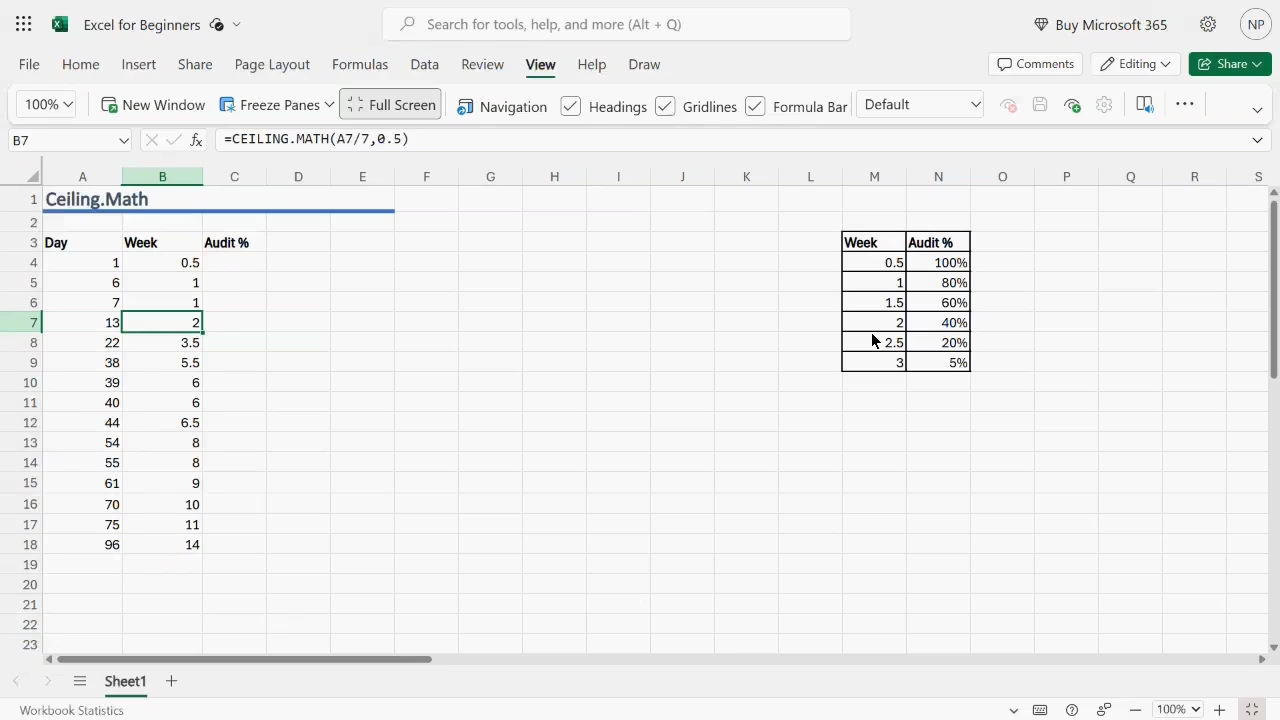 Excel for Beginners
Search for tools, help, and more (Alt + Q)
Buy Microsoft 365
NP
File Home Insert Share Page Layout Formulas Data Review View Help Draw
Comments Editing Share
100% New Window Freeze Panes Full Screen Navigation Headings Gridlines Formula Bar Default
B7 fx =CEILING.MATH(A7/7,0.5)
A B C D E F G H I J K L M N O P Q R S
1 Ceiling.Math
2
3 Day Week Audit % Week Audit %
4 1 0.5 0.5 100%
5 6 1 1 80%
6 7 1 1.5 60%
7 13 2 2 40%
8 22 3.5 2.5 20%
9 38 5.5 3 5%
10 39 6
11 40 6
12 44 6.5
13 54 8
14 55 8
15 61 9
16 70 10
17 75 11
18 96 14
19
20
21
22
23
Sheet1
Workbook Statistics 100%